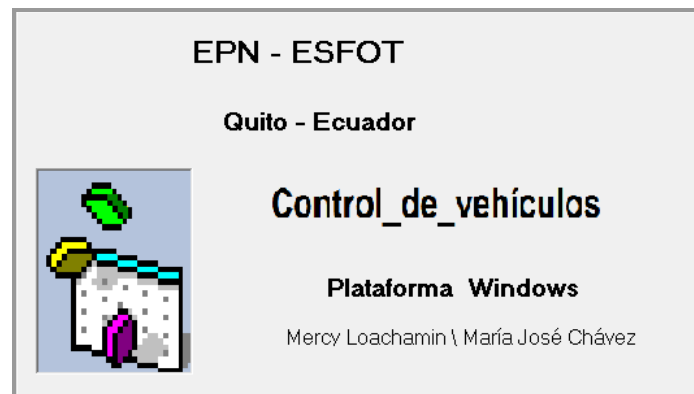 EPN - ESFOT
Quito - Ecuador
Control_de_vehículos
Plataforma Windows
Mercy Loachamin \ María José Chávez